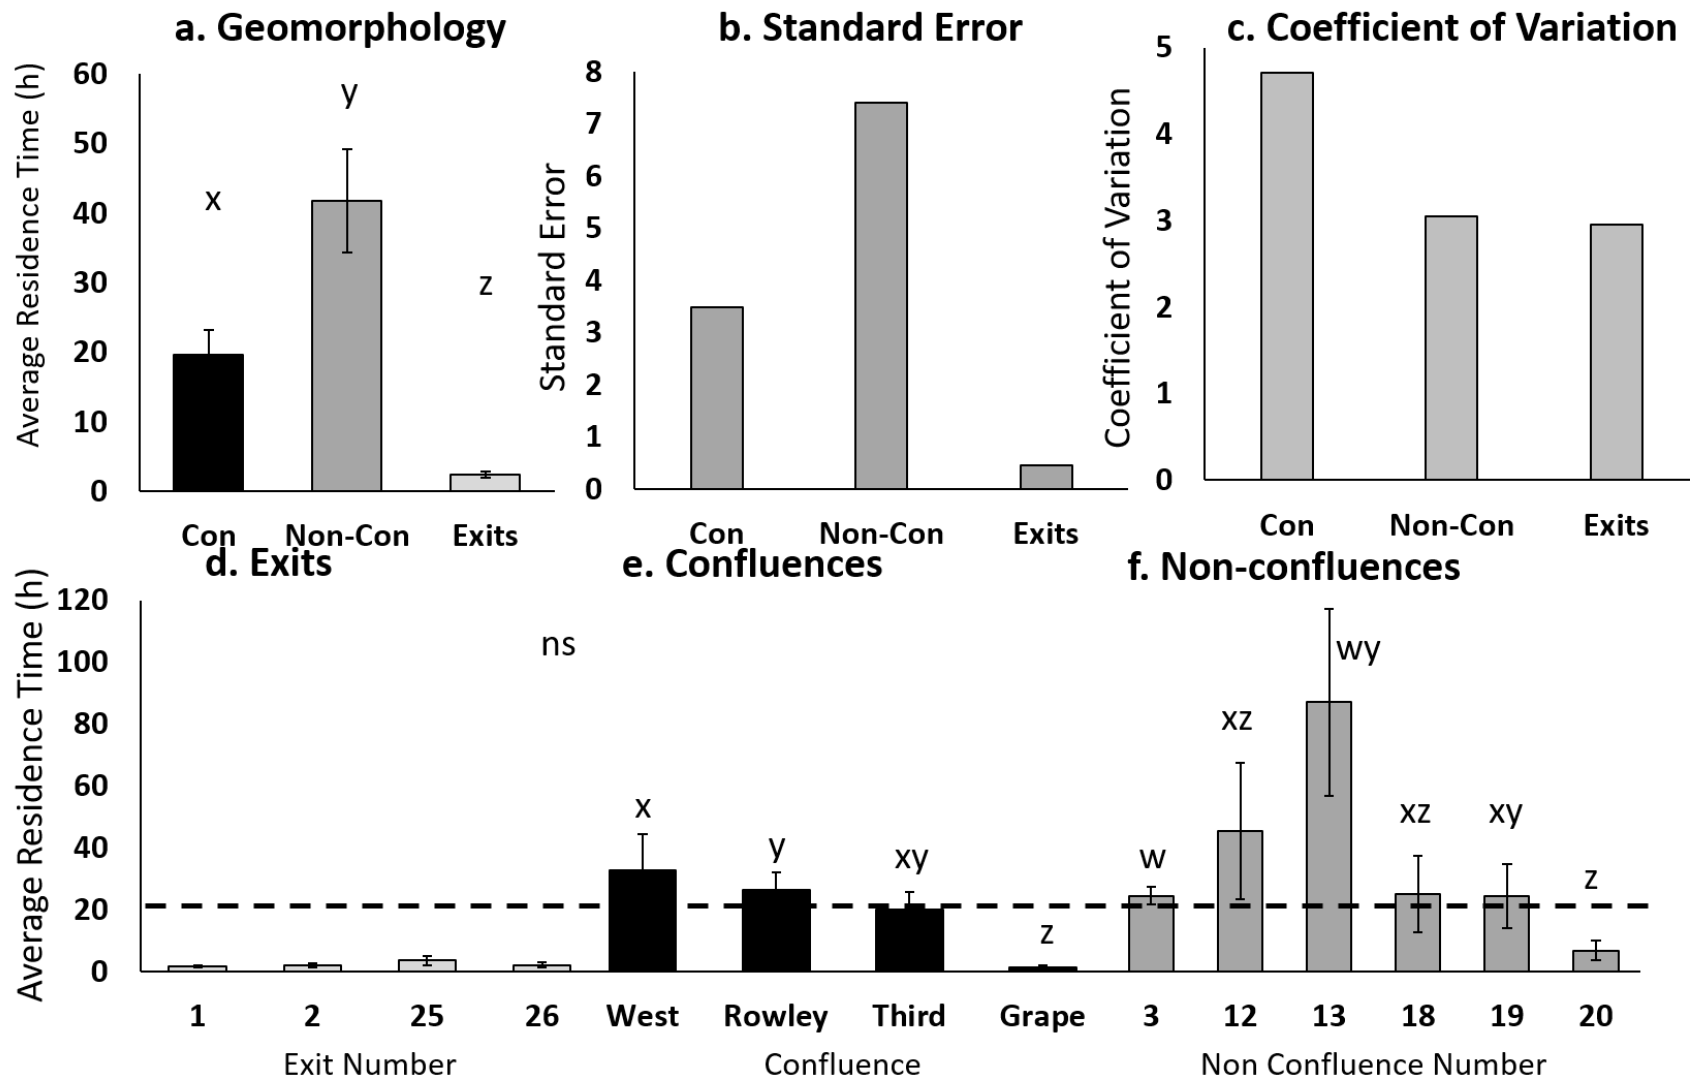 a. Geomorphology
Average Residence Time (h)
60
50
40
30
20
10
0
x
y
z
Con Non-Con Exits
b. Standard Error
Standard Error
8
7
6
5
4
3
2
1
0
Con Non-Con Exits
c. Coefficient of Variation
Coefficient of Variation
5
4
3
2
1
0
Con Non-Con Exits
d. Exits
Average Residence Time (h)
120
100
80
60
40
20
0
ns
1 2 25 26
Exit Number
e. Confluences
x
y
xy
z
West Rowley Third Grape
Confluence
f. Non-confluences
w
xz
wy
xz
xy
z
3 12 13 18 19 20
Non Confluence Number